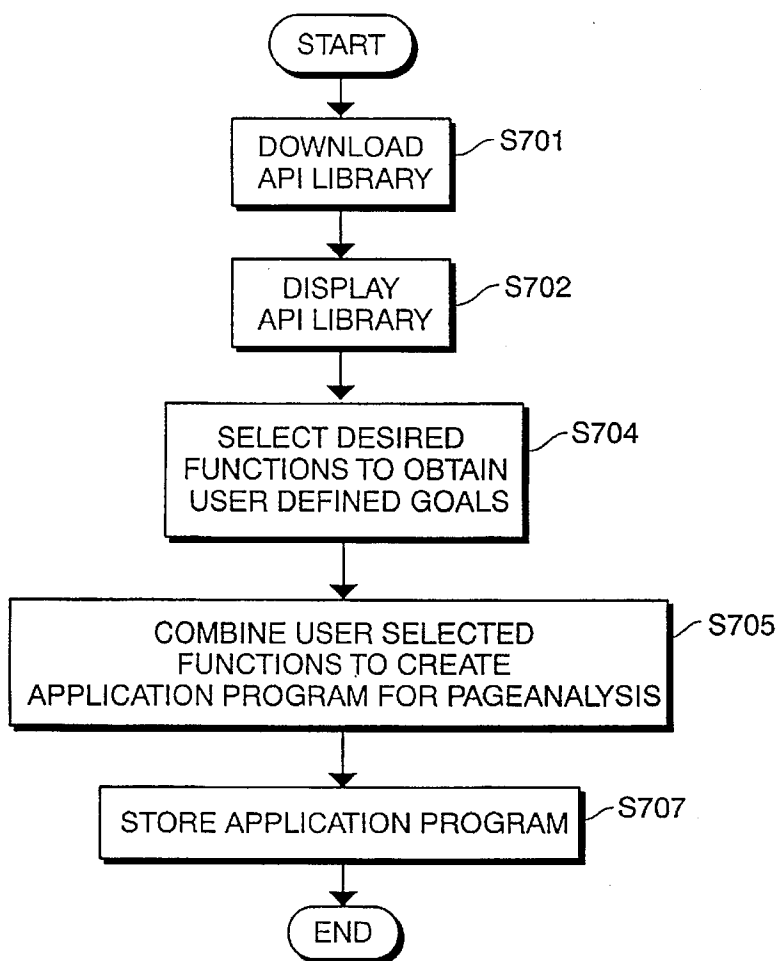 START
DOWNLOAD
API LIBRARY
S701
DISPLAY
API LIBRARY
S702
SELECT DESIRED
FUNCTIONS TO OBTAIN
USER DEFINED GOALS
S704
COMBINE USER SELECTED
FUNCTIONS TO CREATE
APPLICATION PROGRAM FOR PAGEANALYSIS
S705
STORE APPLICATION PROGRAM
S707
END